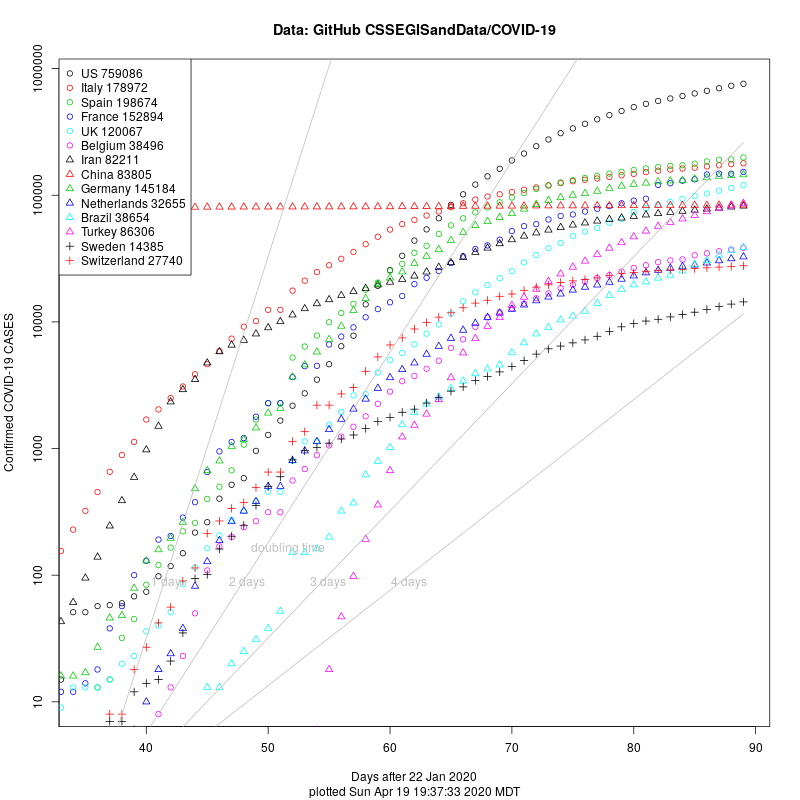 Data: GitHub CSSEGISandData/COVID-19
1000000
100000
10000
1000
100
10
Confirmed COVID-19 CASES
US 759086
Italy 178972
Spain 198674
France 152894
UK 120067
Belgium 38496
Iran 82211
China 83805
Germany 145184
Netherlands 32655
Brazil 38654
Turkey 86306
Sweden 14385
Switzerland 27740
doubling time
1 days
2 days
3 days
4 days
40
50
60
70
80
90
Days after 22 Jan 2020
plotted Sun Apr 19 19:37:33 2020 MDT